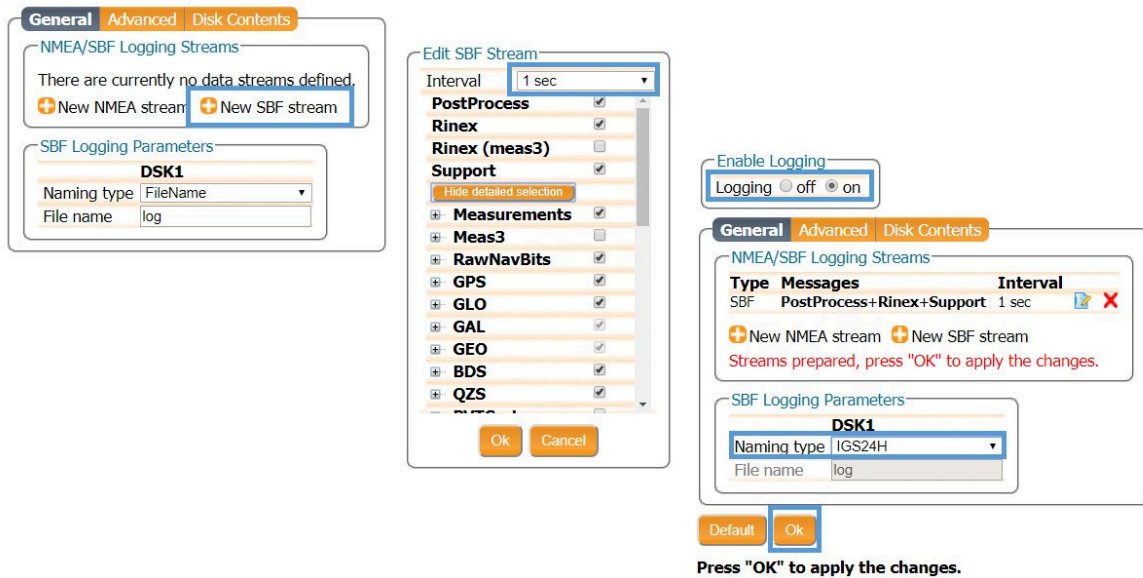 General Advanced Disk Contents
NMEA/SBF Logging Streams
There are currently no data streams defined.
New NMEA stream New SBF stream
SBF Logging Parameters
DSK1
Naming type FileName
File name log
Edit SBF Stream
Interval 1 sec
PostProcess
Rinex
Rinex (meas3)
Support
Hide detailed selection
Measurements
Meas3
RawNavBits
GPS
GLO
GAL
GEO
BDS
QZS
Ok Cancel
Enable Logging
Logging off on
General Advanced Disk Contents
NMEA/SBF Logging Streams
Type Messages Interval
SBF PostProcess+Rinex+Support 1 sec
New NMEA stream New SBF stream
Streams prepared, press "OK" to apply the changes.
SBF Logging Parameters
DSK1
Naming type IGS24H
File name log
Default Ok
Press "OK" to apply the changes.